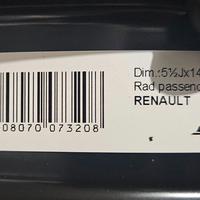 Dim.:5½Jx14
Rad passend
RENAULT
08070 073208